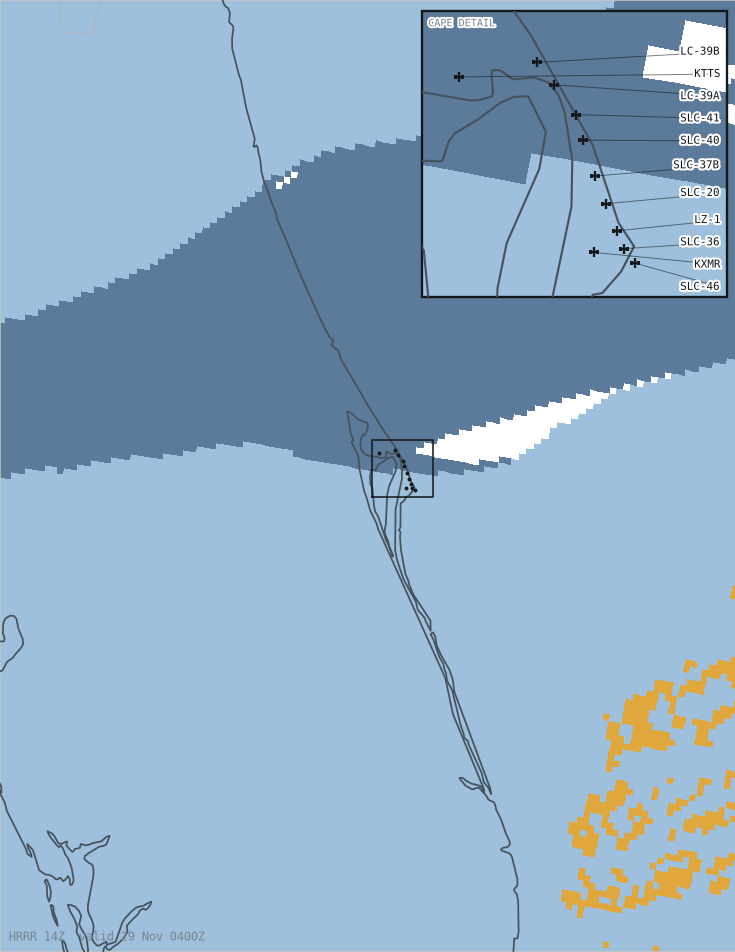 CAPE DETAIL
LC-39B
KTTS
LC-39A
SLC-41
SLC-40
SLC-37B
SLC-20
LZ-1
SLC-36
KXMR
SLC-46
HRRR 14Z valid 29 Nov 0400Z